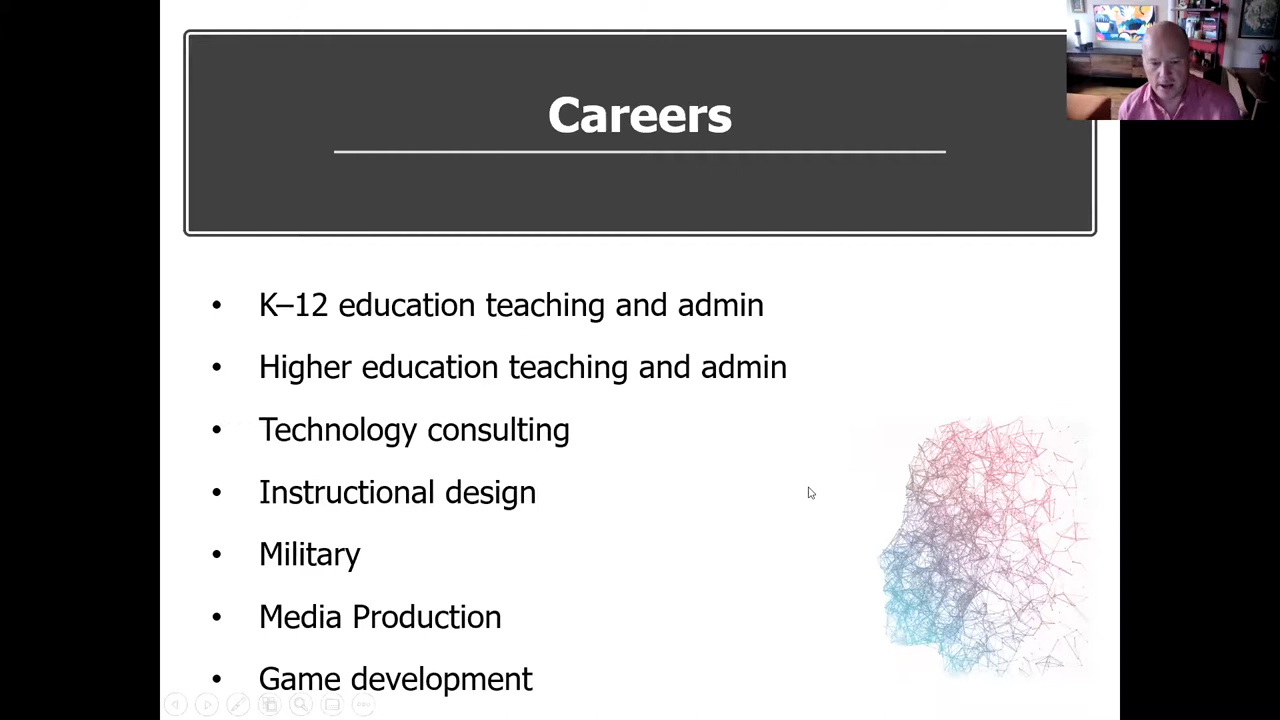 Careers
• K–12 education teaching and admin
• Higher education teaching and admin
• Technology consulting
• Instructional design
• Military
• Media Production
• Game development